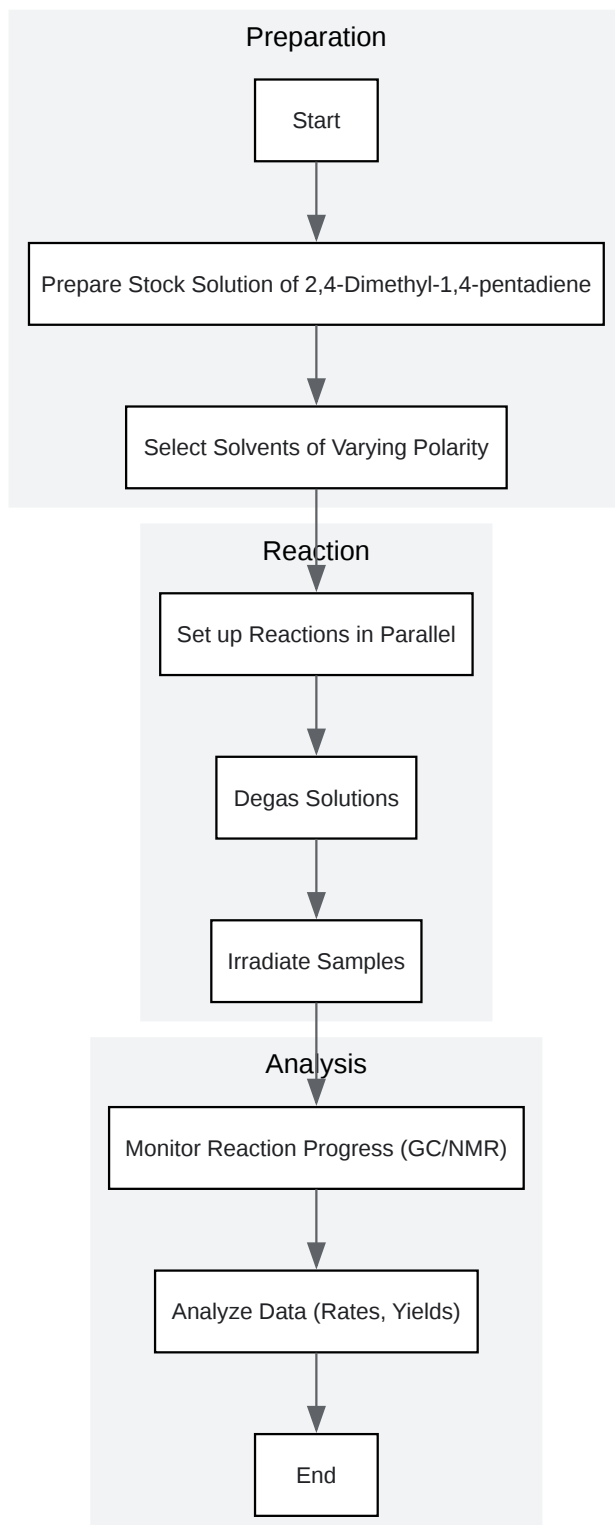 Preparation
Start
Prepare Stock Solution of 2,4-Dimethyl-1,4-pentadiene
Select Solvents of Varying Polarity
Reaction
Set up Reactions in Parallel
Degas Solutions
Irradiate Samples
Analysis
Monitor Reaction Progress (GC/NMR)
Analyze Data (Rates, Yields)
End